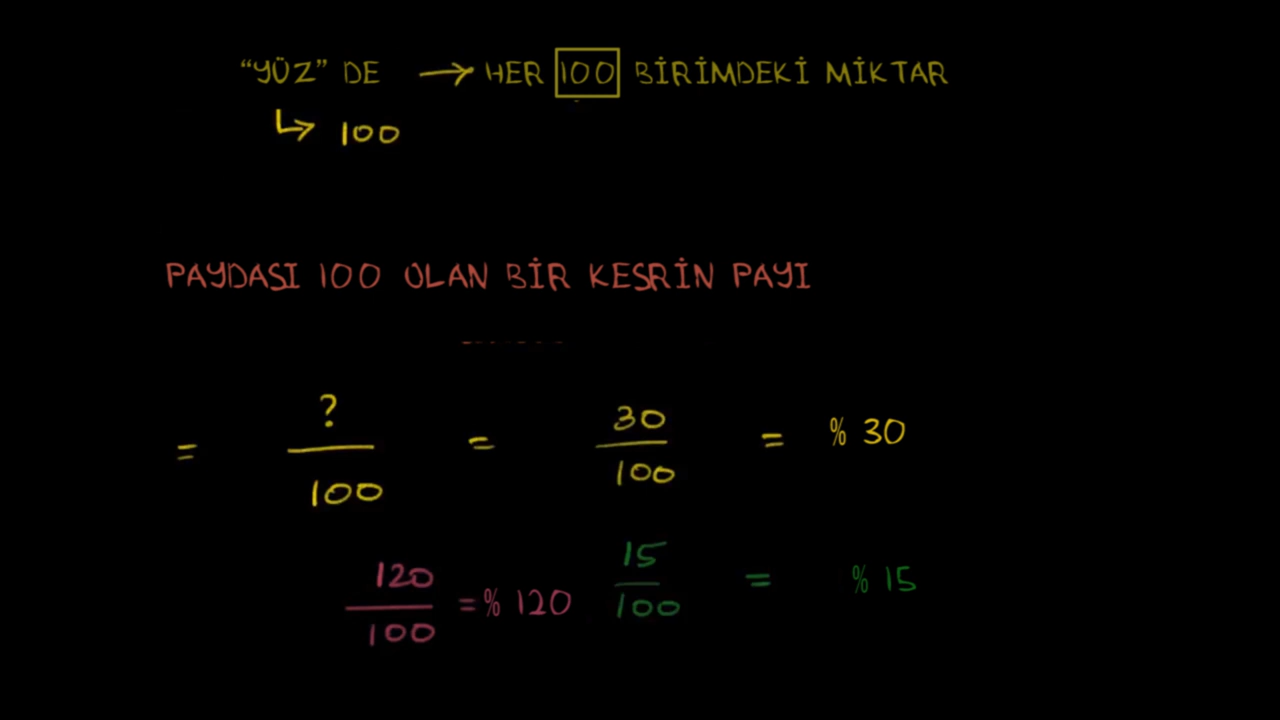 “YÜZ” DE → HER 100 BİRİMDEKİ MİKTAR
↳ 100
PAYDASI 100 OLAN BİR KESRİN PAYI
= ?/100 = 30/100 = % 30
120/100 = % 120 15/100 = % 15